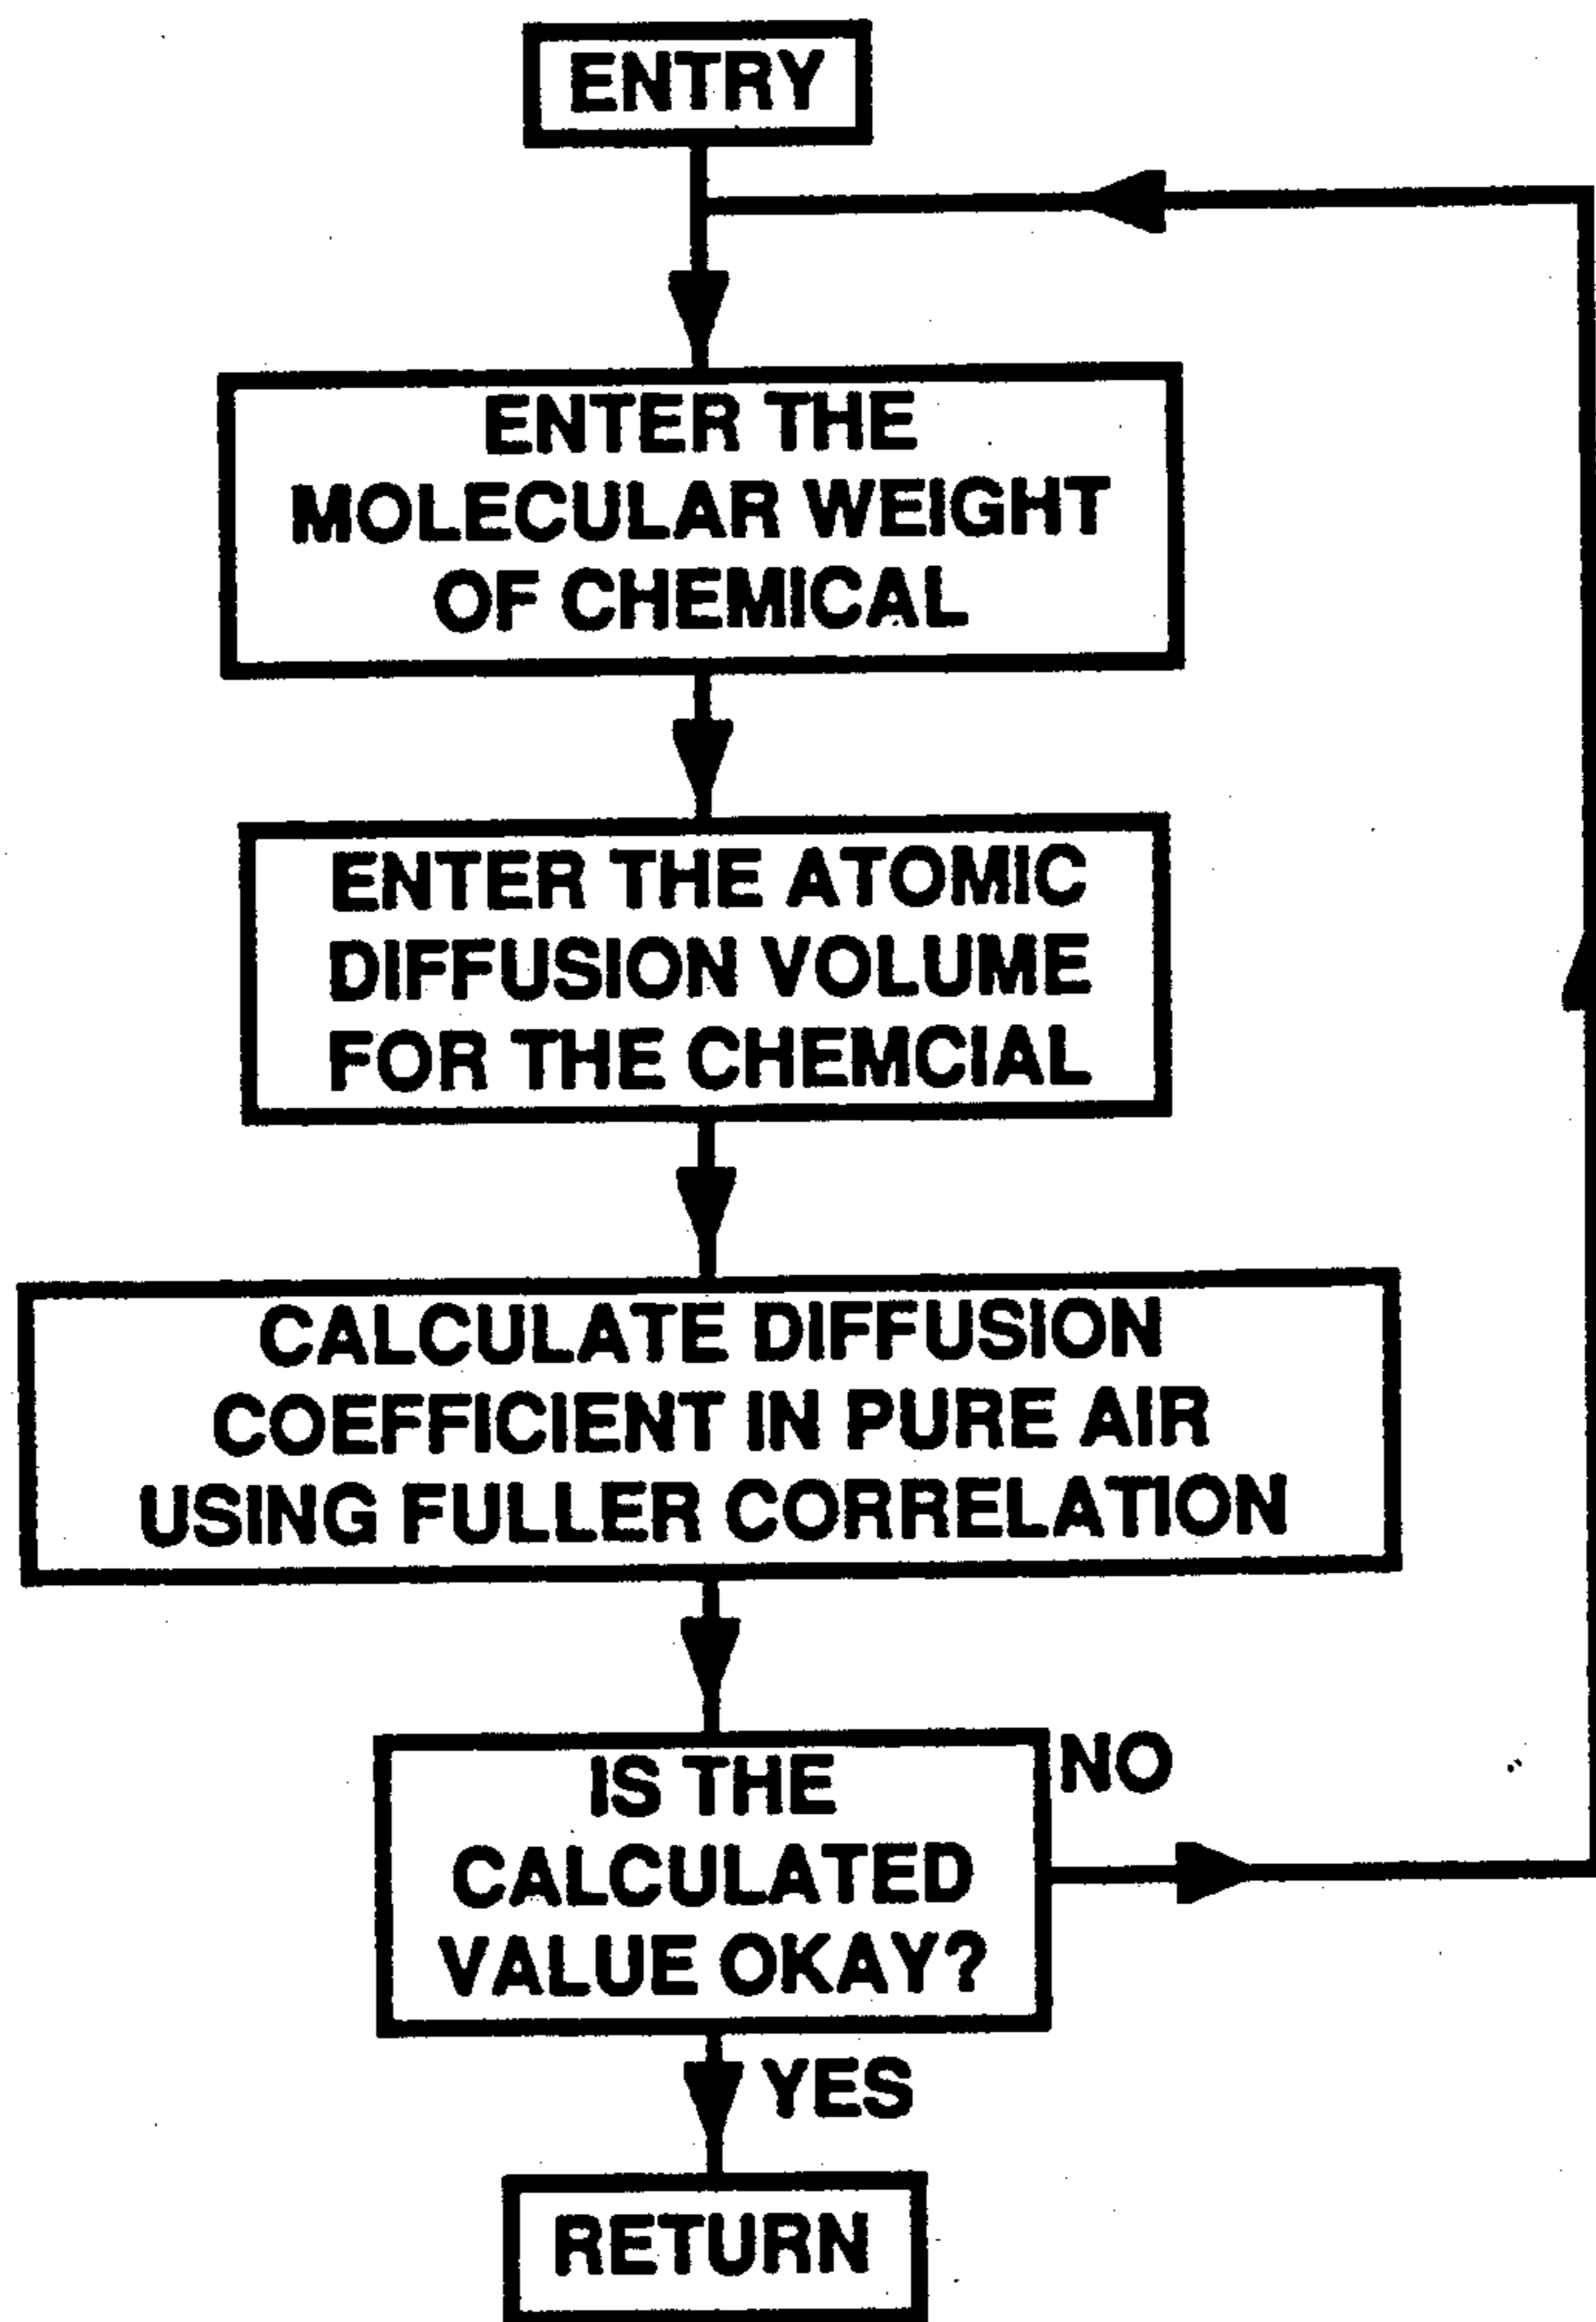 ENTRY
ENTER THE
MOLECULAR WEIGHT
OF CHEMICAL
ENTER THE ATOMIC
DIFFUSION VOLUME
FOR THE CHEMCIAL
CALCULATE DIFFUSION
COEFFICIENT IN PURE AIR
USING FULLER CORRELATION
IS THE
CALCULATED
VALUE OKAY?
NO
YES
RETURN